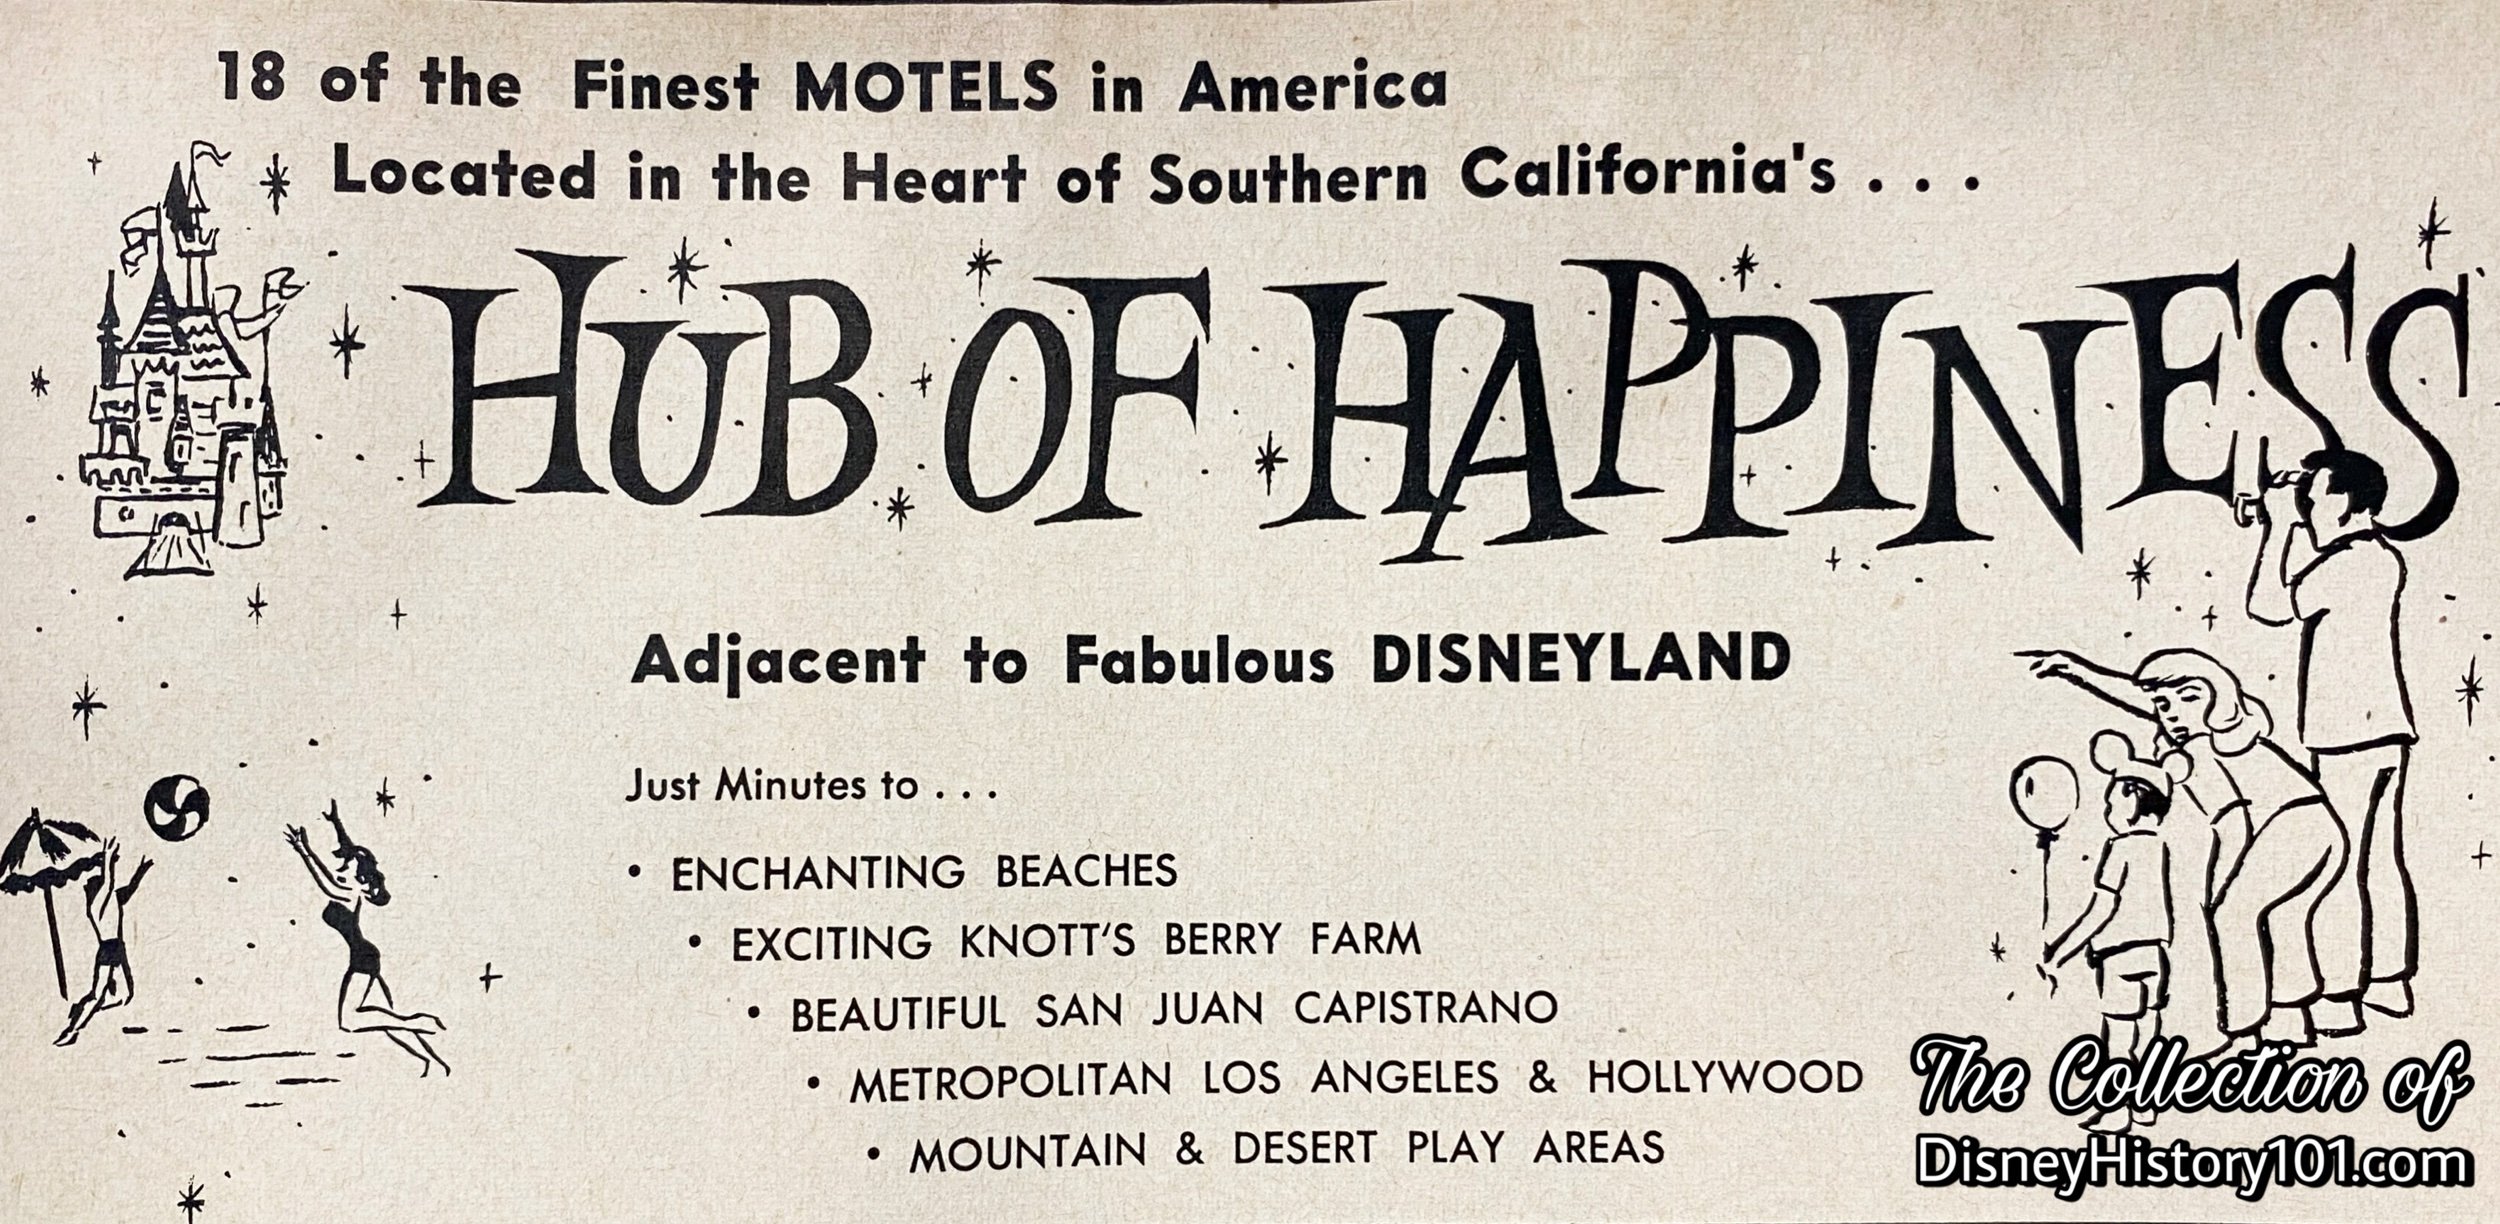 18 of the Finest MOTELS in America
Located in the Heart of Southern California's . . .
HUB OF HAPPINESS
Adjacent to Fabulous DISNEYLAND
Just Minutes to . . .
• ENCHANTING BEACHES
• EXCITING KNOTT'S BERRY FARM
• BEAUTIFUL SAN JUAN CAPISTRANO
• METROPOLITAN LOS ANGELES & HOLLYWOOD
• MOUNTAIN & DESERT PLAY AREAS
The Collection of
DisneyHistory101.com